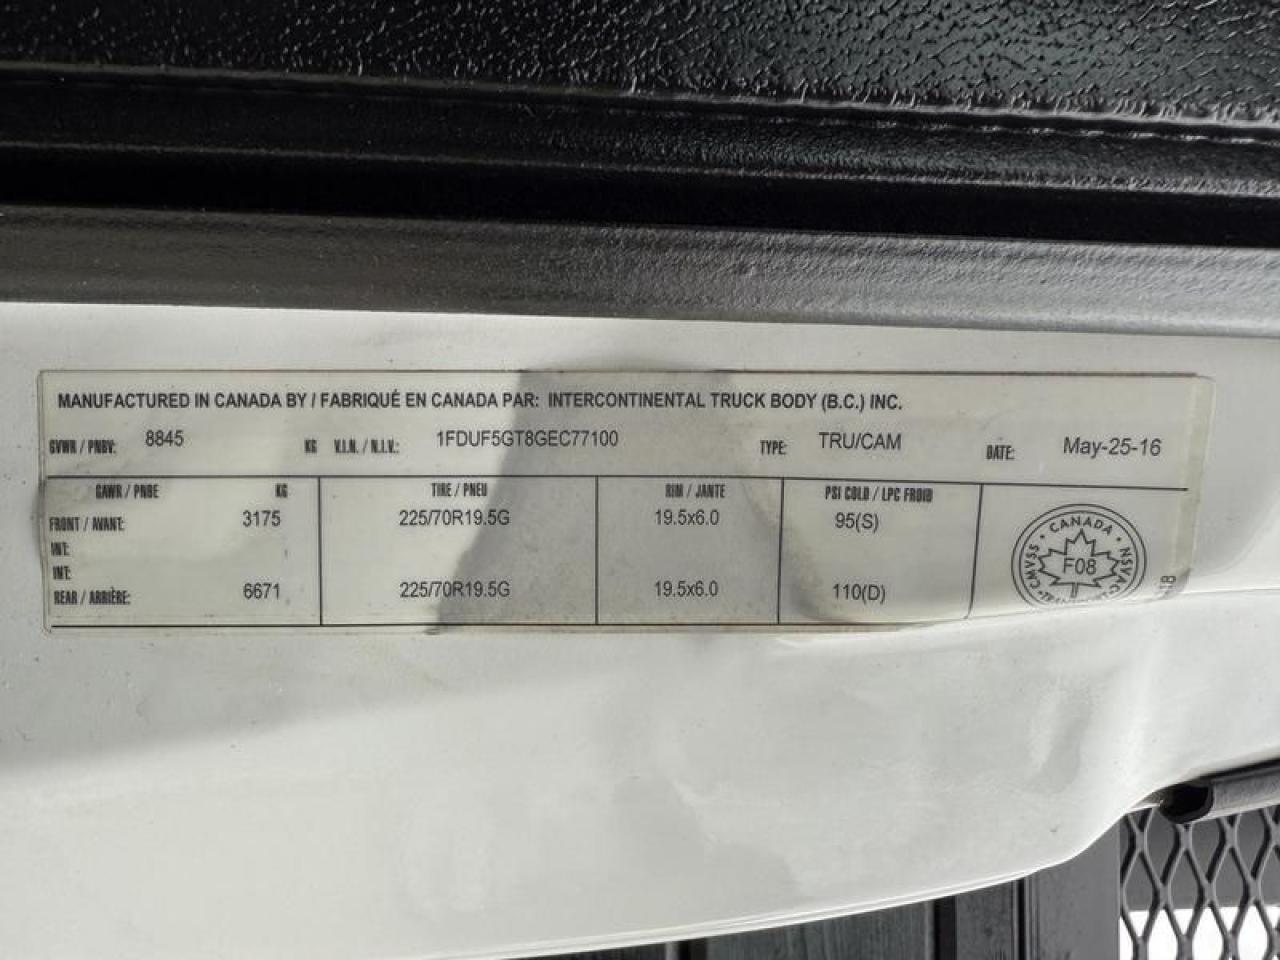 MANUFACTURED IN CANADA BY / FABRIQUÉ EN CANADA PAR: INTERCONTINENTAL TRUCK BODY (B.C.) INC.
GVWR / PNBV: 8845 KG V.I.N. / N.I.V.: 1FDUF5GT8GEC77100 TYPE: TRU/CAM DATE: May-25-16
GAWR / PNBE KG TIRE / PNEU RIM / JANTE PSI COLD / LPC FROID
FRONT / AVANT: 3175 225/70R19.5G 19.5x6.0 95(S)
INT:
INT:
REAR / ARRIÈRE: 6671 225/70R19.5G 19.5x6.0 110(D)
CANADA
CMVSS F08 NSVAC